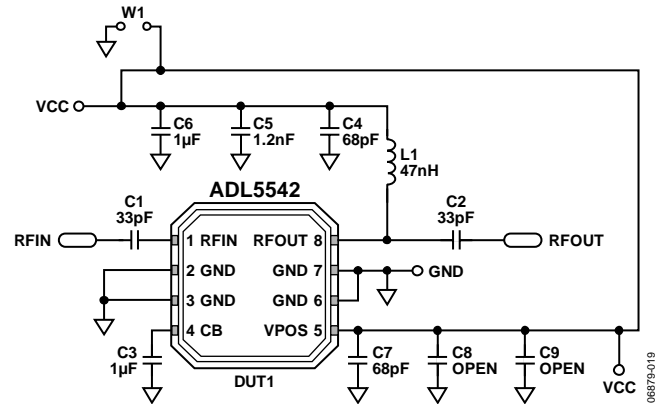 W1
VCC
C6
1µF
C5
1.2nF
C4
68pF
L1
47nH
ADL5542
C1
33pF
C2
33pF
RFIN
1 RFIN
RFOUT 8
RFOUT
2 GND
GND 7
GND
3 GND
GND 6
4 CB
VPOS 5
C3
1µF
DUT1
C7
68pF
C8
OPEN
C9
OPEN
VCC
06879-019